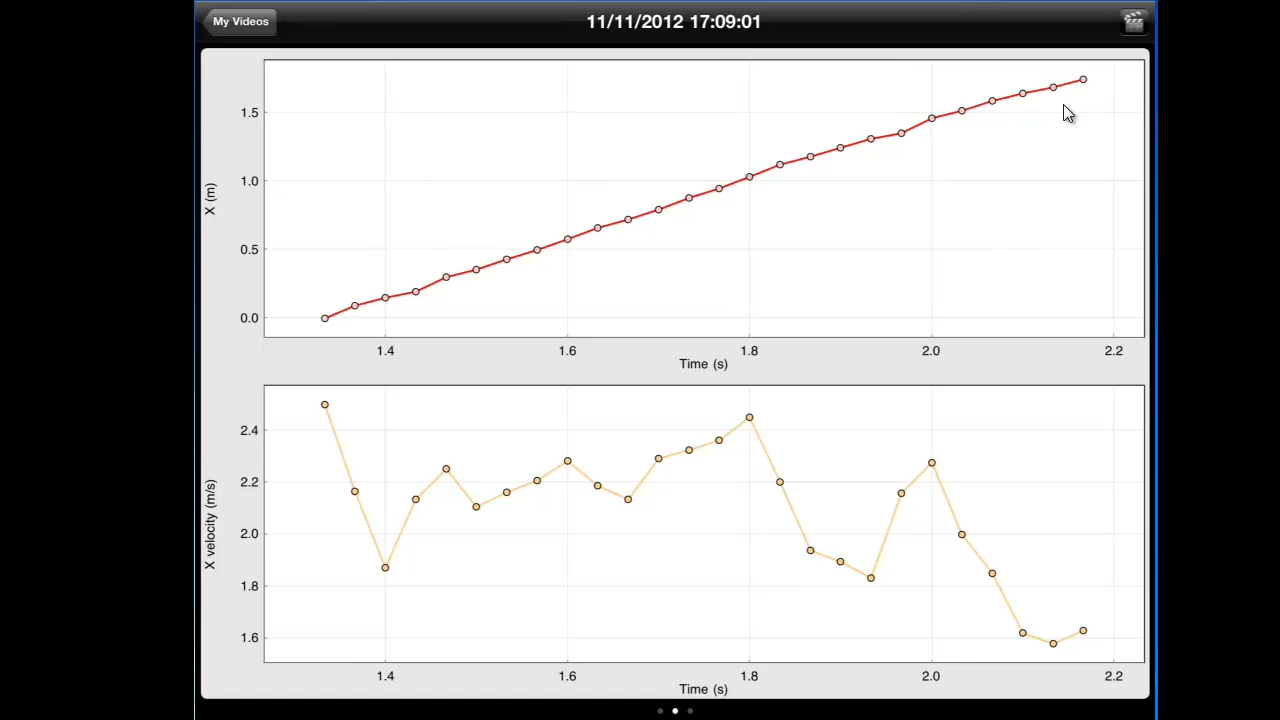 My Videos
11/11/2012 17:09:01
1.5
1.0
0.5
0.0
X (m)
1.4 1.6 1.8 2.0 2.2
Time (s)
2.4
2.2
2.0
1.8
1.6
X velocity (m/s)
1.4 1.6 1.8 2.0 2.2
Time (s)